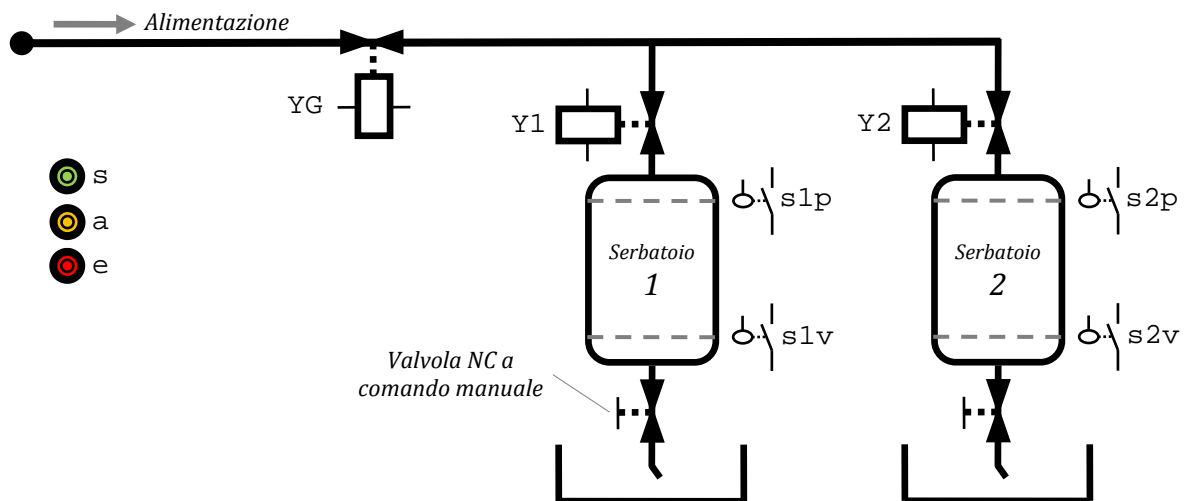 Alimentazione
YG
Y1
Y2
s
a
e
s1p
s2p
Serbatoio
1
Serbatoio
2
s1v
s2v
Valvola NC a
comando manuale